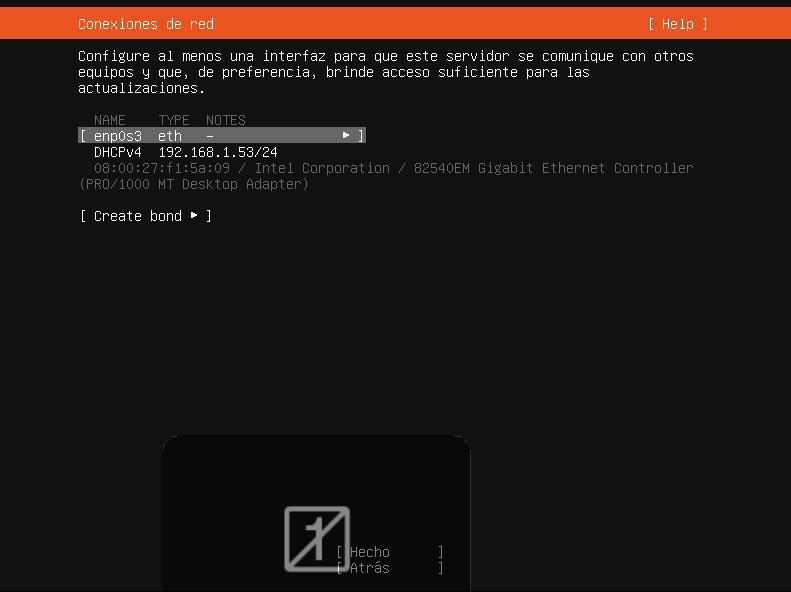 Conexiones de red [ Help ]
Configure al menos una interfaz para que este servidor se comunique con otros
equipos y que, de preferencia, brinde acceso suficiente para las
actualizaciones.
NAME TYPE NOTES
[ enp0s3 eth – ▸ ]
DHCPv4 192.168.1.53/24
08:00:27:f1:5a:09 / Intel Corporation / 82540EM Gigabit Ethernet Controller
(PRO/1000 MT Desktop Adapter)
[ Create bond ▸ ]
1
[ Hecho ]
[ Atrás ]